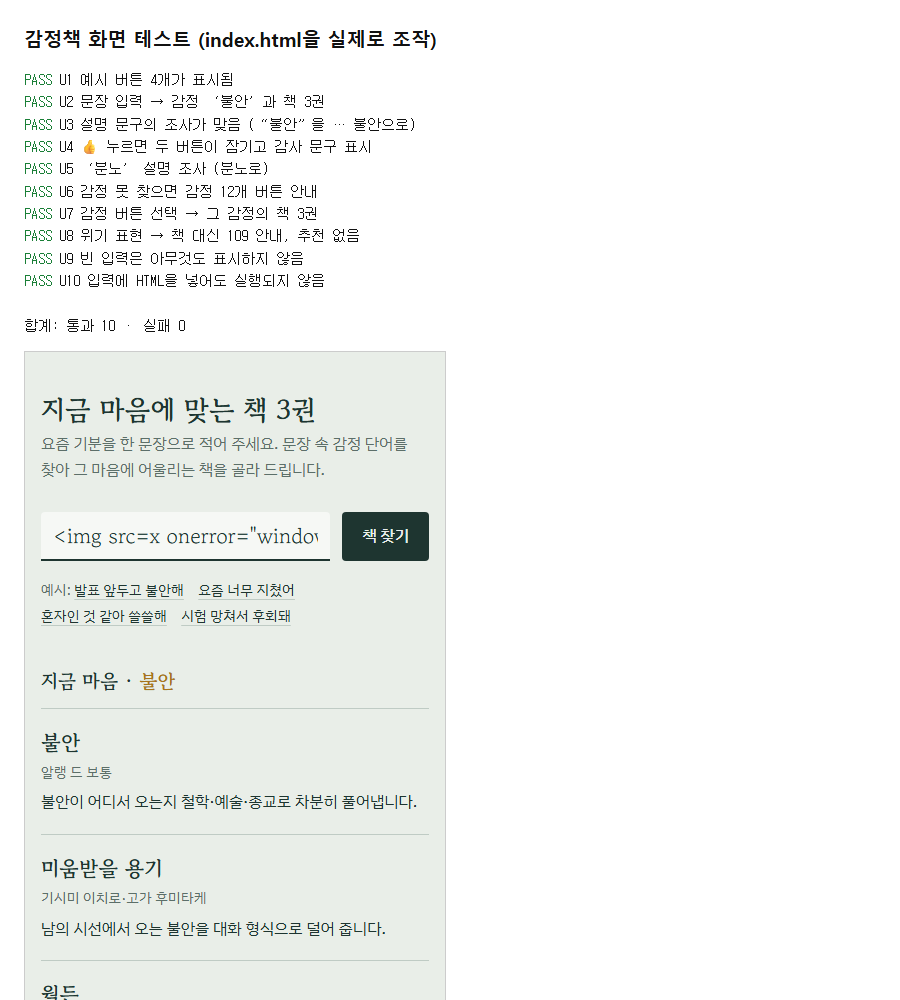 감정책 화면 테스트 (index.html을 실제로 조작)
PASS U1 예시 버튼 4개가 표시됨
PASS U2 문장 입력 → 감정 ‘불안’과 책 3권
PASS U3 설명 문구의 조사가 맞음 (“불안”을 … 불안으로)
PASS U4 👍 누르면 두 버튼이 잠기고 감사 문구 표시
PASS U5 ‘분노’ 설명 조사 (분노로)
PASS U6 감정 못 찾으면 감정 12개 버튼 안내
PASS U7 감정 버튼 선택 → 그 감정의 책 3권
PASS U8 위기 표현 → 책 대신 109 안내, 추천 없음
PASS U9 빈 입력은 아무것도 표시하지 않음
PASS U10 입력에 HTML을 넣어도 실행되지 않음
합계: 통과 10 · 실패 0
지금 마음에 맞는 책 3권
요즘 기분을 한 문장으로 적어 주세요. 문장 속 감정 단어를
찾아 그 마음에 어울리는 책을 골라 드립니다.
<img src=x onerror="window 책 찾기
예시: 발표 앞두고 불안해 요즘 너무 지쳤어
혼자인 것 같아 쓸쓸해 시험 망쳐서 후회돼
지금 마음 · 불안
불안
알랭 드 보통
불안이 어디서 오는지 철학·예술·종교로 차분히 풀어냅니다.
미움받을 용기
기시미 이치로·고가 후미타케
남의 시선에서 오는 불안을 대화 형식으로 덜어 줍니다.
월든